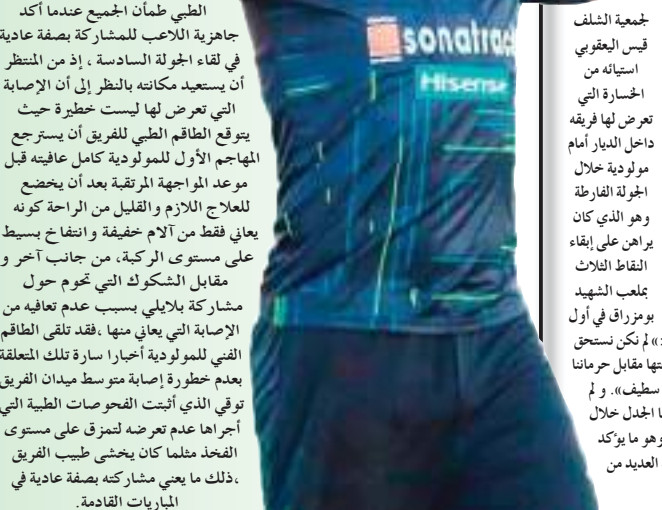 لجمعية الشلف
قيس اليعقوبي
استيائه من
الخسارة التي
تعرض لها فريقه
داخل الديار أمام
مولودية خلال
الجولة الفارطة
وهو الذي كان
يراهن على إبقاء
النقاط الثلاث
بملعب الشهيد
بومزراق في أول
»لم نكن نستحق
مقابل حرماننا
سطيف». و لم
الجدل خلال
وهو ما يؤكد
العديد من
sonatrach
Hisense
الطبي طمأن الجميع عندما أكد
جاهزية اللاعب للمشاركة بصفة عادية
في لقاء الجولة السادسة ، إذ من المنتظر
أن يستعيد مكانته بالنظر إلى أن الإصابة
التي تعرض لها ليست خطيرة حيث
يتوقع الطاقم الطبي للفريق أن يسترجع
المهاجم الأول للمولودية كامل عافيته قبل
موعد المواجهة المرتقبة بعد أن يخضع
للعلاج اللازم والقليل من الراحة كونه
يعاني فقط من آلام خفيفة و انتفاخ بسيط
على مستوى الركبة، من جانب آخر و
مقابل الشكوك التي تحوم حول
مشاركة بلايلي بسبب عدم تعافيه من
الإصابة التي يعاني منها ،فقد تلقى الطاقم
الفني للمولودية أخبارا سارة تلك المتعلقة
بعدم خطورة إصابة متوسط ميدان الفريق
توقي الذي أثبتت الفحوصات الطبية التي
أجراها عدم تعرضه لتمزق على مستوى
الفخذ مثلما كان يخشى طبيب الفريق
،ذلك ما يعني مشاركته بصفة عادية في
المباريات القادمة.